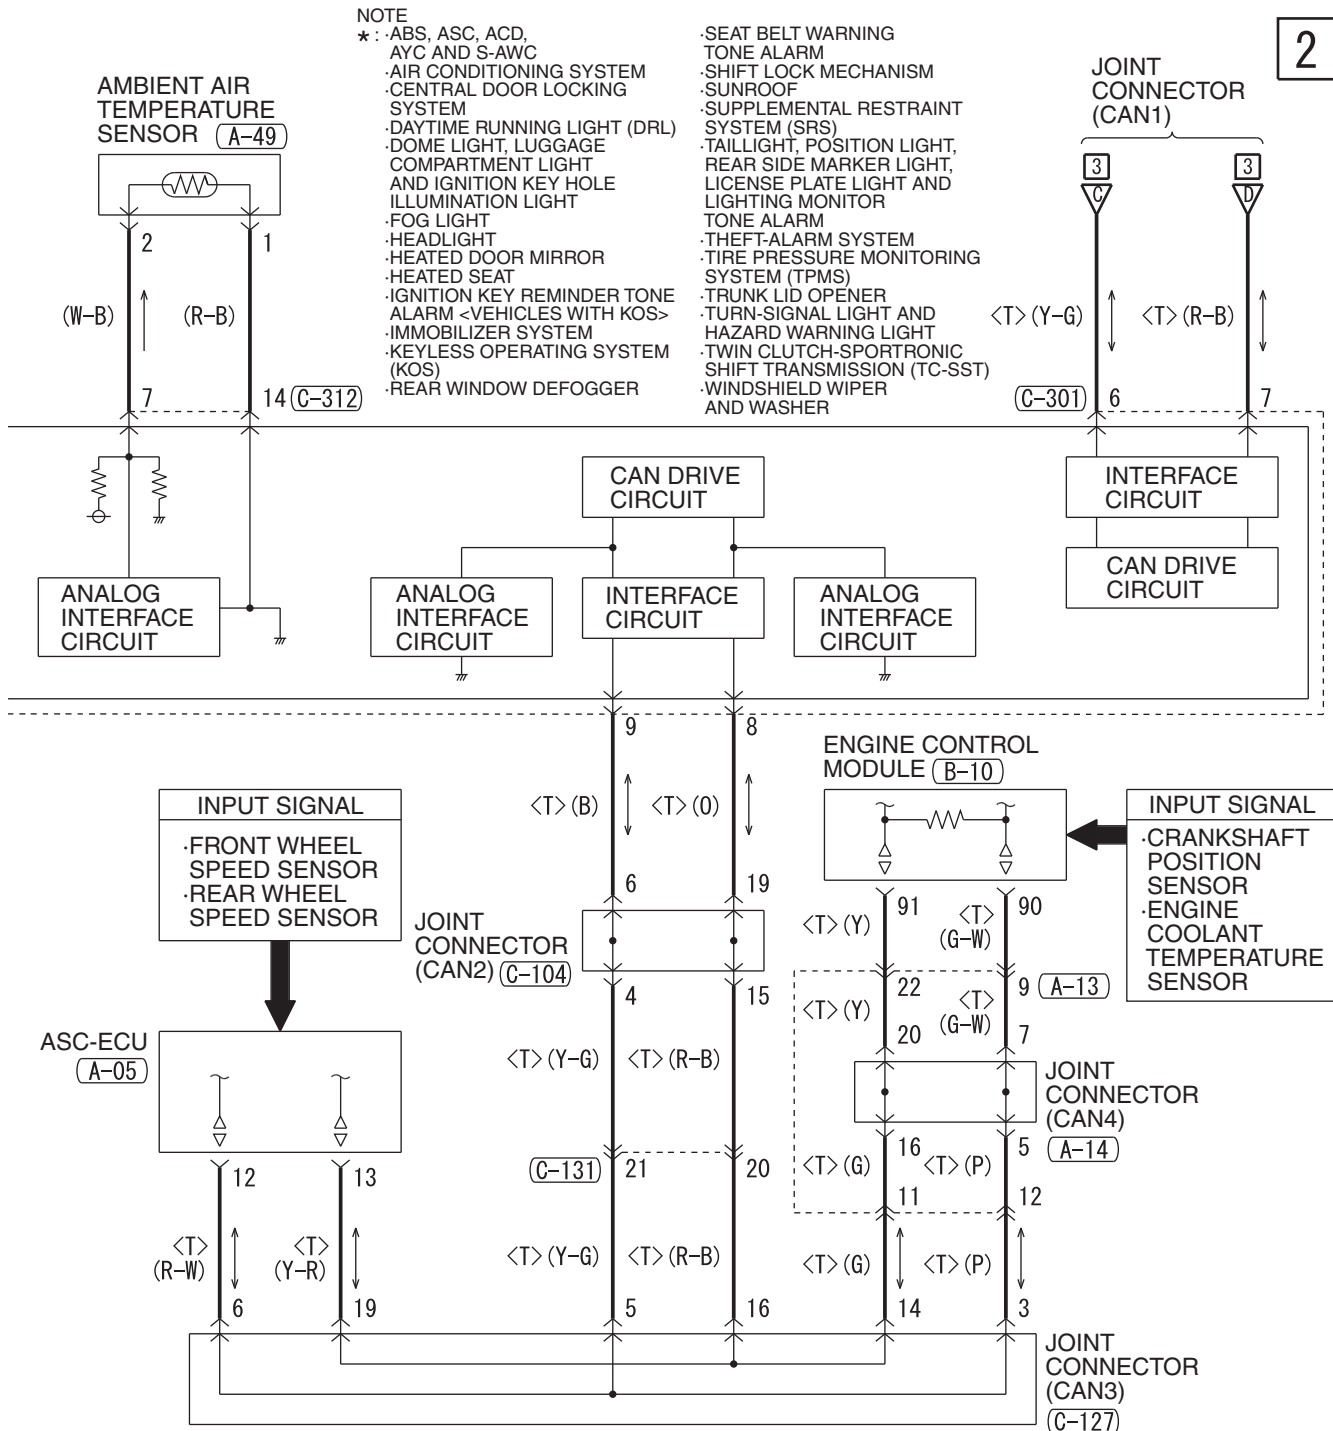 NOTE
* : ·ABS, ASC, ACD,
AYC AND S-AWC
·AIR CONDITIONING SYSTEM
·CENTRAL DOOR LOCKING
SYSTEM
·DAYTIME RUNNING LIGHT (DRL)
·DOME LIGHT, LUGGAGE
COMPARTMENT LIGHT
AND IGNITION KEY HOLE
ILLUMINATION LIGHT
·FOG LIGHT
·HEADLIGHT
·HEATED DOOR MIRROR
·HEATED SEAT
·IGNITION KEY REMINDER TONE
ALARM <VEHICLES WITH KOS>
·IMMOBILIZER SYSTEM
·KEYLESS OPERATING SYSTEM
(KOS)
·REAR WINDOW DEFOGGER
·SEAT BELT WARNING
TONE ALARM
·SHIFT LOCK MECHANISM
·SUNROOF
·SUPPLEMENTAL RESTRAINT
SYSTEM (SRS)
·TAILLIGHT, POSITION LIGHT,
REAR SIDE MARKER LIGHT,
LICENSE PLATE LIGHT AND
LIGHTING MONITOR
TONE ALARM
·THEFT-ALARM SYSTEM
·TIRE PRESSURE MONITORING
SYSTEM (TPMS)
·TRUNK LID OPENER
·TURN-SIGNAL LIGHT AND
HAZARD WARNING LIGHT
·TWIN CLUTCH-SPORTRONIC
SHIFT TRANSMISSION (TC-SST)
·WINDSHIELD WIPER
AND WASHER
2
AMBIENT AIR
TEMPERATURE
SENSOR A-49
2 1
(W-B) (R-B)
7 14 C-312
JOINT
CONNECTOR
(CAN1)
3 3
C D
<T> (Y-G) <T> (R-B)
C-301 6 7
CAN DRIVE
CIRCUIT
INTERFACE
CIRCUIT
CAN DRIVE
CIRCUIT
ANALOG
INTERFACE
CIRCUIT
ANALOG
INTERFACE
CIRCUIT
INTERFACE
CIRCUIT
ANALOG
INTERFACE
CIRCUIT
9 8
<T> (B) <T> (O)
6 19
JOINT
CONNECTOR
(CAN2) C-104
4 15
<T> (Y-G) <T> (R-B)
C-131 21 20
<T> (Y-G) <T> (R-B)
5 16
INPUT SIGNAL
·FRONT WHEEL
SPEED SENSOR
·REAR WHEEL
SPEED SENSOR
ASC-ECU
A-05
12 13
<T> <T>
(R-W) (Y-R)
6 19
ENGINE CONTROL
MODULE B-10
INPUT SIGNAL
·CRANKSHAFT
POSITION
SENSOR
·ENGINE
COOLANT
TEMPERATURE
SENSOR
91 90
<T> (Y) <T>
(G-W)
22 9 A-13
<T> (Y) <T>
(G-W)
20 7
JOINT
CONNECTOR
(CAN4)
A-14
16 5
<T> (G) <T> (P)
11 12
<T> (G) <T> (P)
14 3
JOINT
CONNECTOR
(CAN3)
C-127